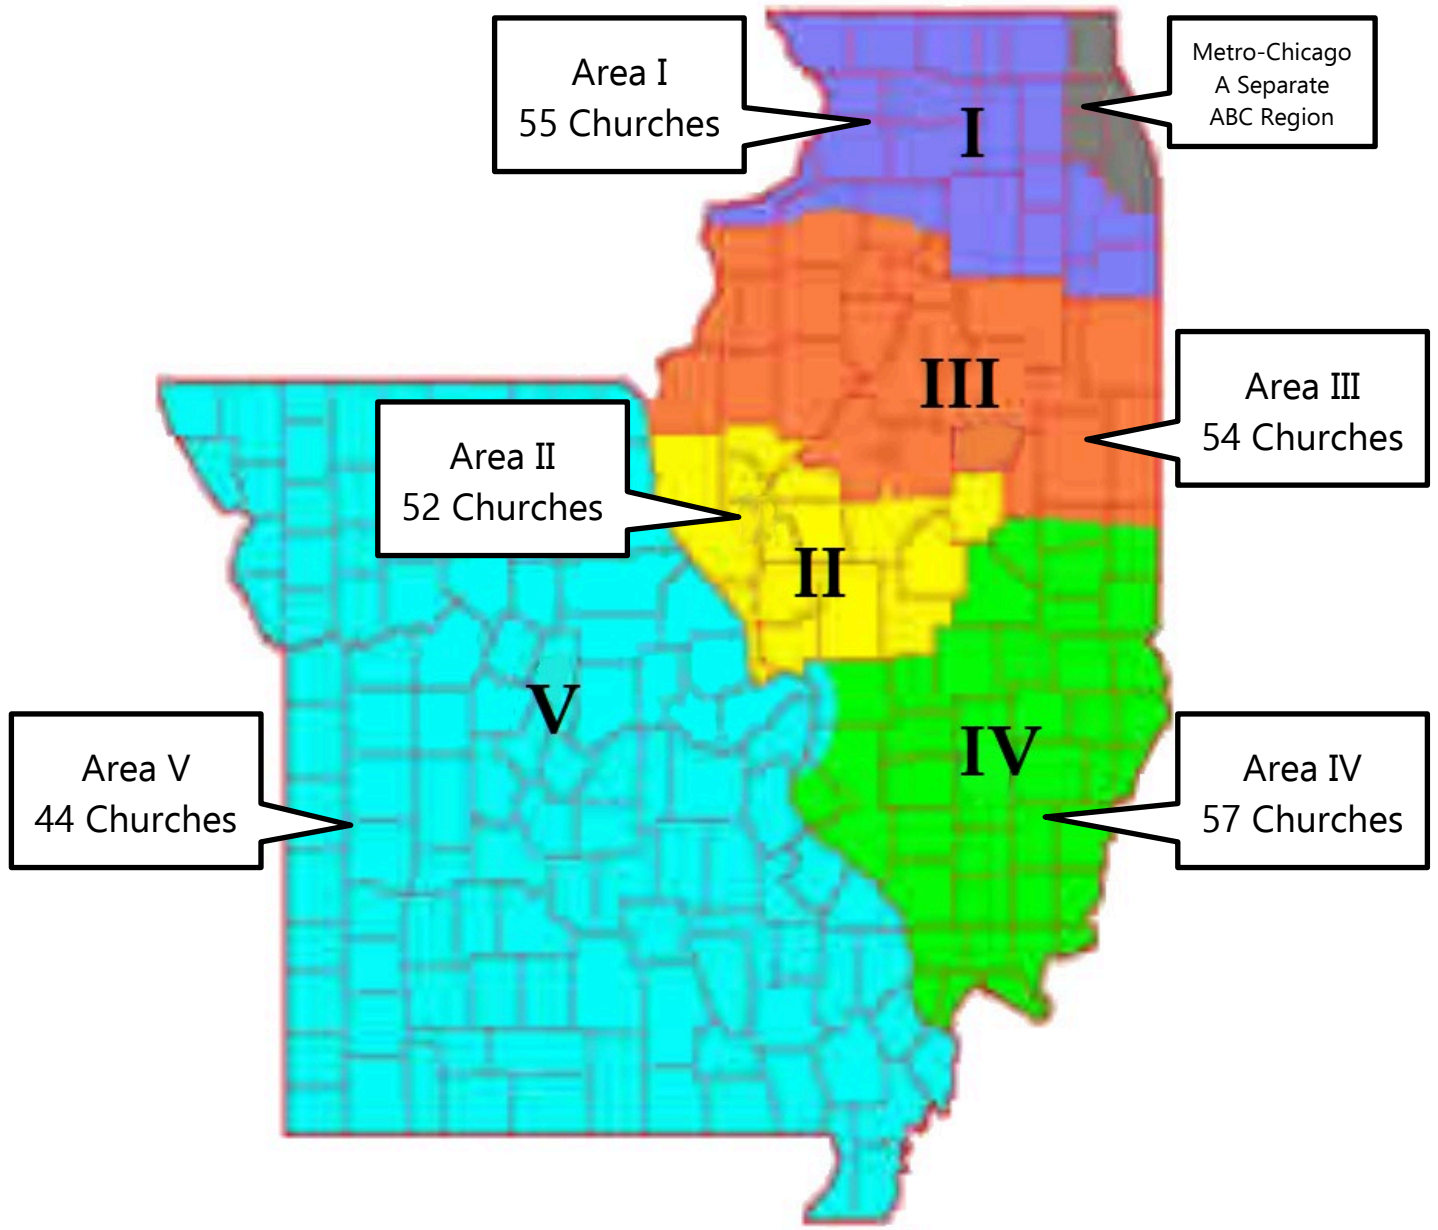 Area I
55 Churches
Metro-Chicago
A Separate
ABC Region
I
Area III
54 Churches
III
Area II
52 Churches
II
V
IV
Area V
44 Churches
Area IV
57 Churches